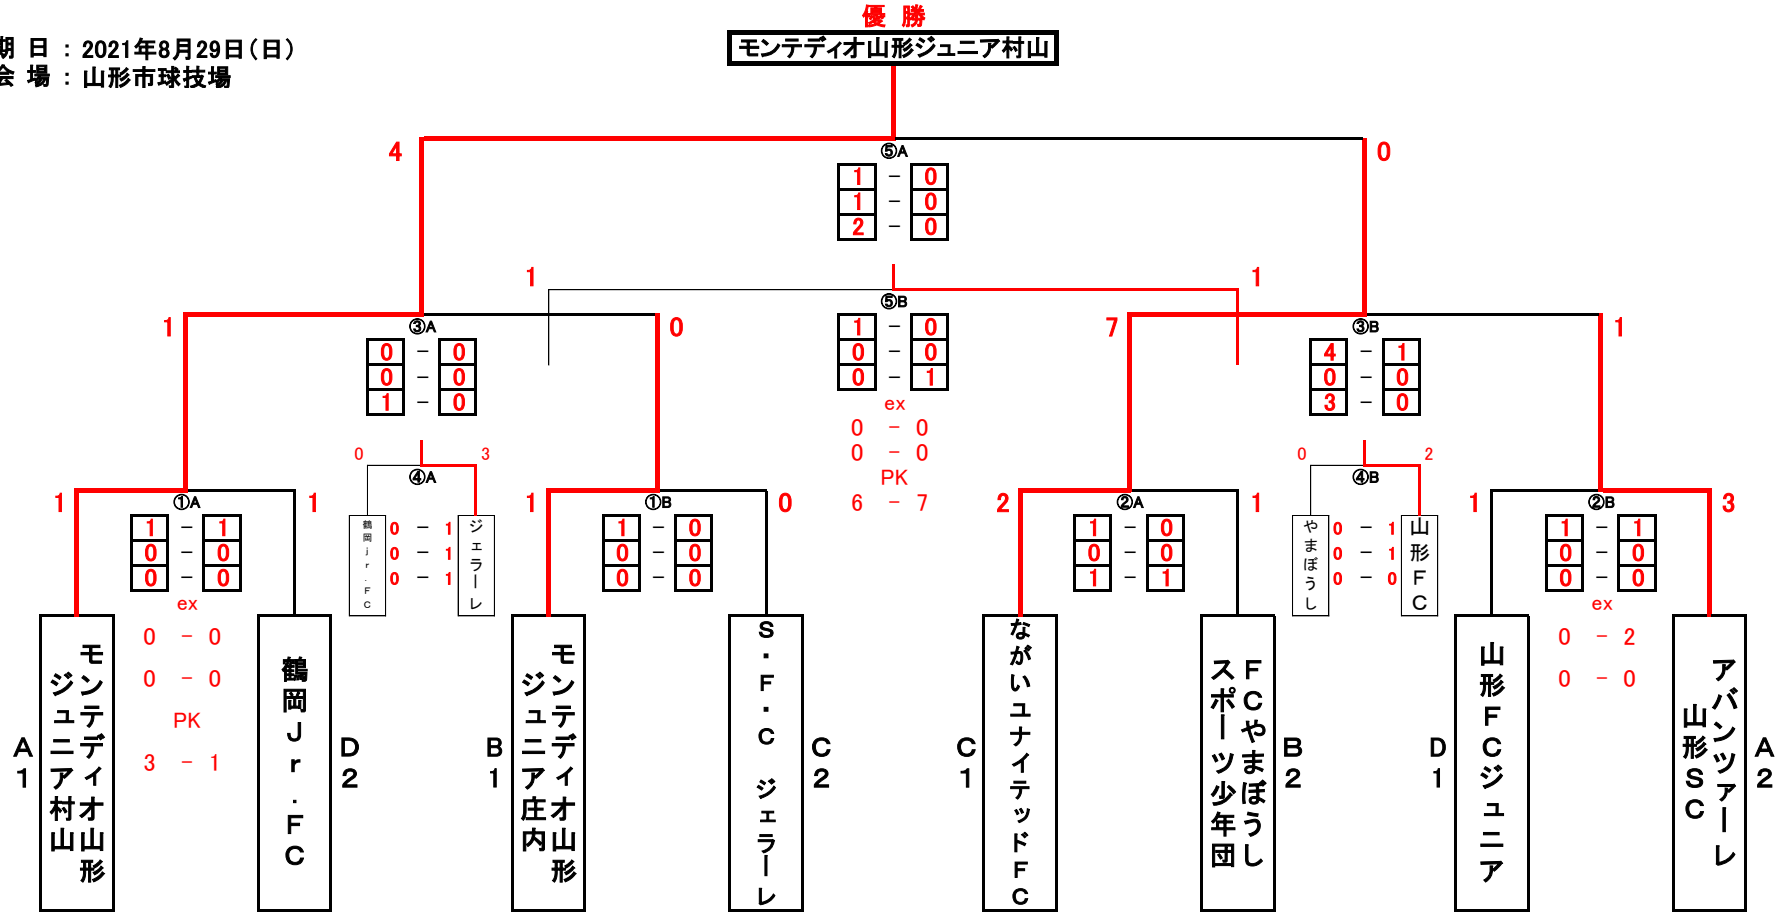 優 勝
モンテディオ山形ジュニア村山
期 日 : 2021年8月29日(日)
会 場 : 山形市球技場
4
⑤A
0
1 - 0
1 - 0
2 - 0
1
1
⑤B
1 - 0
0 - 0
0 - 1
ex
0 - 0
0 - 0
PK
6 - 7
1
③A
0
0 - 0
0 - 0
1 - 0
7
③B
1
4 - 1
0 - 0
3 - 0
0
④A
3
鶴岡jr.FC
0 - 1
0 - 1
0 - 1
ジェラーレ
0
④B
2
やまぼうし
0 - 1
0 - 1
0 - 0
山形FC
1
①A
1
1 - 1
0 - 0
0 - 0
ex
0 - 0
0 - 0
PK
3 - 1
1
①B
0
1 - 0
0 - 0
0 - 0
2
②A
1
1 - 0
0 - 0
1 - 1
1
②B
3
1 - 1
0 - 0
0 - 0
ex
0 - 2
0 - 0
A1
モンテディオ山形
ジュニア村山
鶴岡Jr.FC
D2
B1
モンテディオ山形
ジュニア庄内
S・F・C ジェラーレ
C2
C1
ながいユナイテッドFC
FCやまぼうし
スポーツ少年団
B2
D1
山形FCジュニア
アバンツァーレ
山形SC
A2